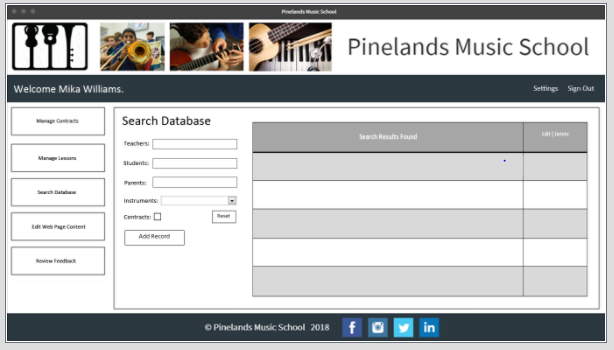 Pinelands Music School
Pinelands Music School
Welcome Mika Williams.
Settings Sign Out
Manage Contracts
Manage Lessons
Search Database
Edit Web Page Content
Review Feedback
Search Database
Teachers:
Students:
Parents:
Instruments:
Contracts:
Reset
Add Record
Search Results Found
Edit | Delete
© Pinelands Music School 2018